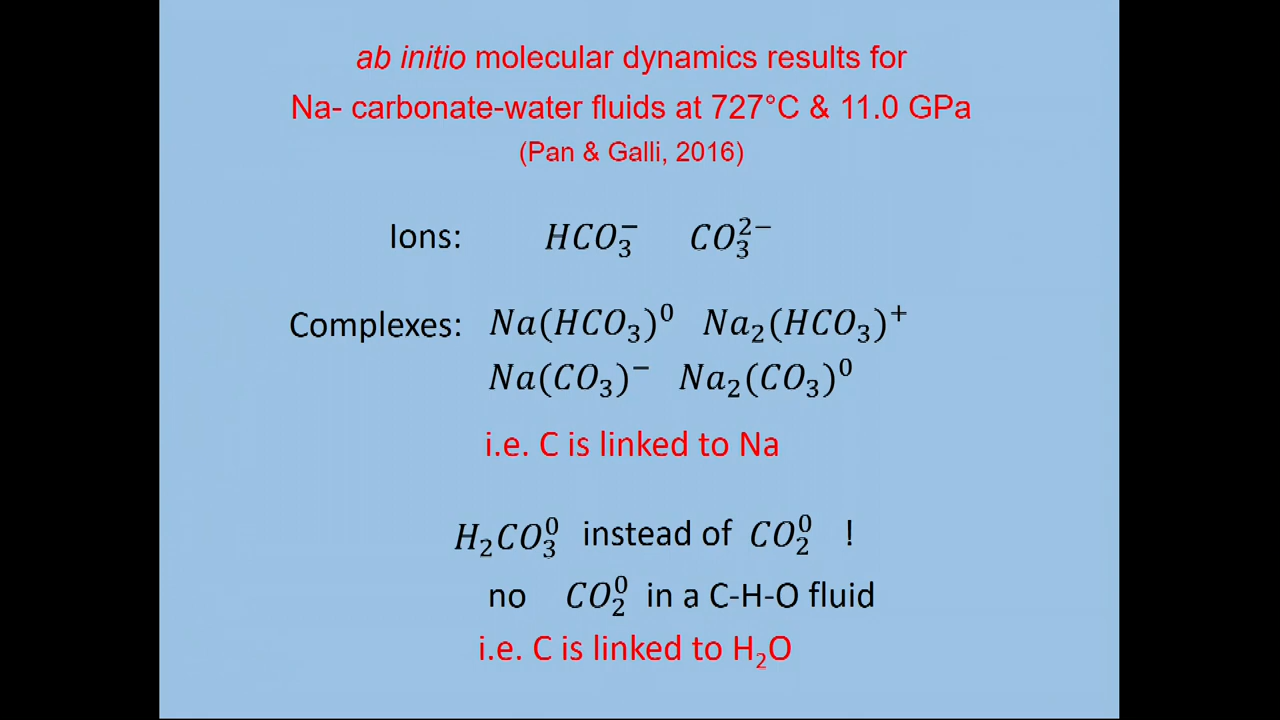 ab initio molecular dynamics results for
Na- carbonate-water fluids at 727°C & 11.0 GPa
(Pan & Galli, 2016)
Ions: HCO₃⁻ CO₃²⁻
Complexes: Na(HCO₃)⁰ Na₂(HCO₃)⁺
Na(CO₃)⁻ Na₂(CO₃)⁰
i.e. C is linked to Na
H₂CO₃⁰ instead of CO₂⁰ !
no CO₂⁰ in a C-H-O fluid
i.e. C is linked to H₂O